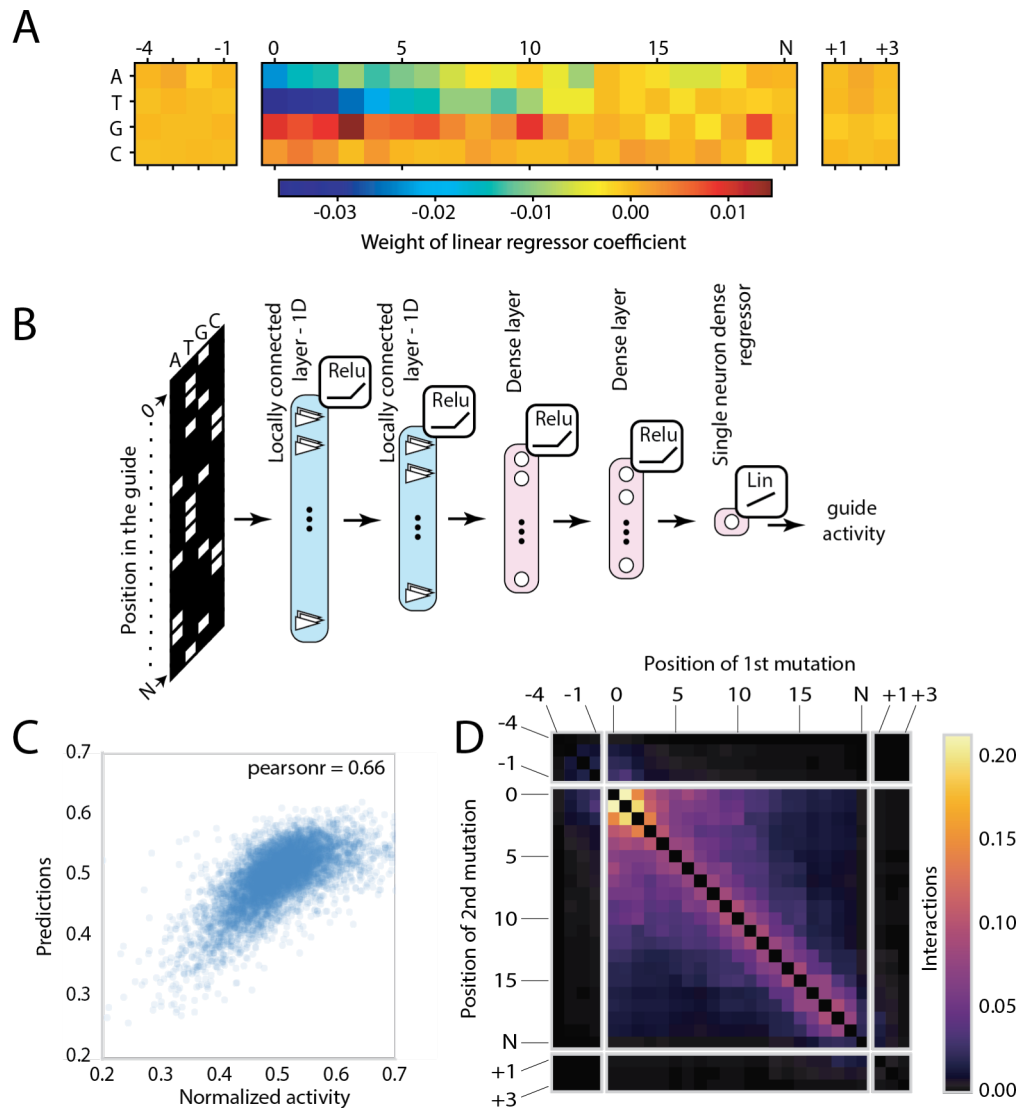 A
-4 -1 0 5 10 15 N +1 +3
A
T
G
C
-0.03 -0.02 -0.01 0.00 0.01
Weight of linear regressor coefficient
B
A T G C
0
Position in the guide
N
Locally connected
layer - 1D
Relu
Locally connected
layer - 1D
Relu
Dense layer
Relu
Dense layer
Relu
Single neuron dense
regressor
Lin
guide
activity
C
pearsonr = 0.66
0.7
0.6
0.5
0.4
0.3
0.2
Predictions
0.2 0.3 0.4 0.5 0.6 0.7
Normalized activity
D
Position of 1st mutation
-4 -1 0 5 10 15 N +1 +3
Position of 2nd mutation
-4
-1
0
5
10
15
N
+1
+3
0.20
0.15
0.10
0.05
0.00
Interactions